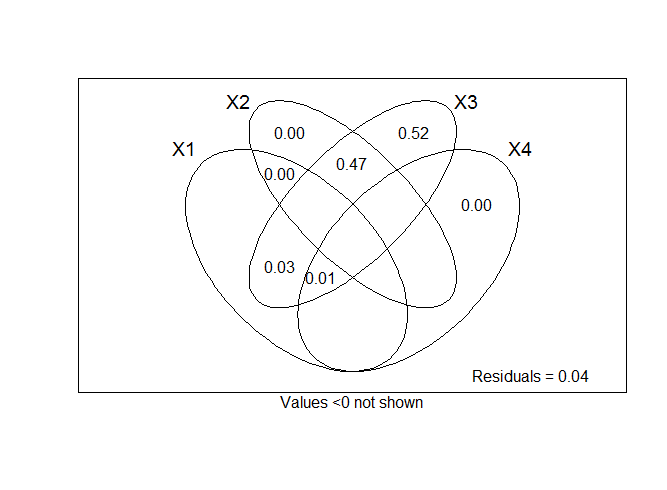 X2
X3
0.00
0.52
X1
X4
0.47
0.00
0.00
0.03
0.01
Residuals = 0.04
Values <0 not shown